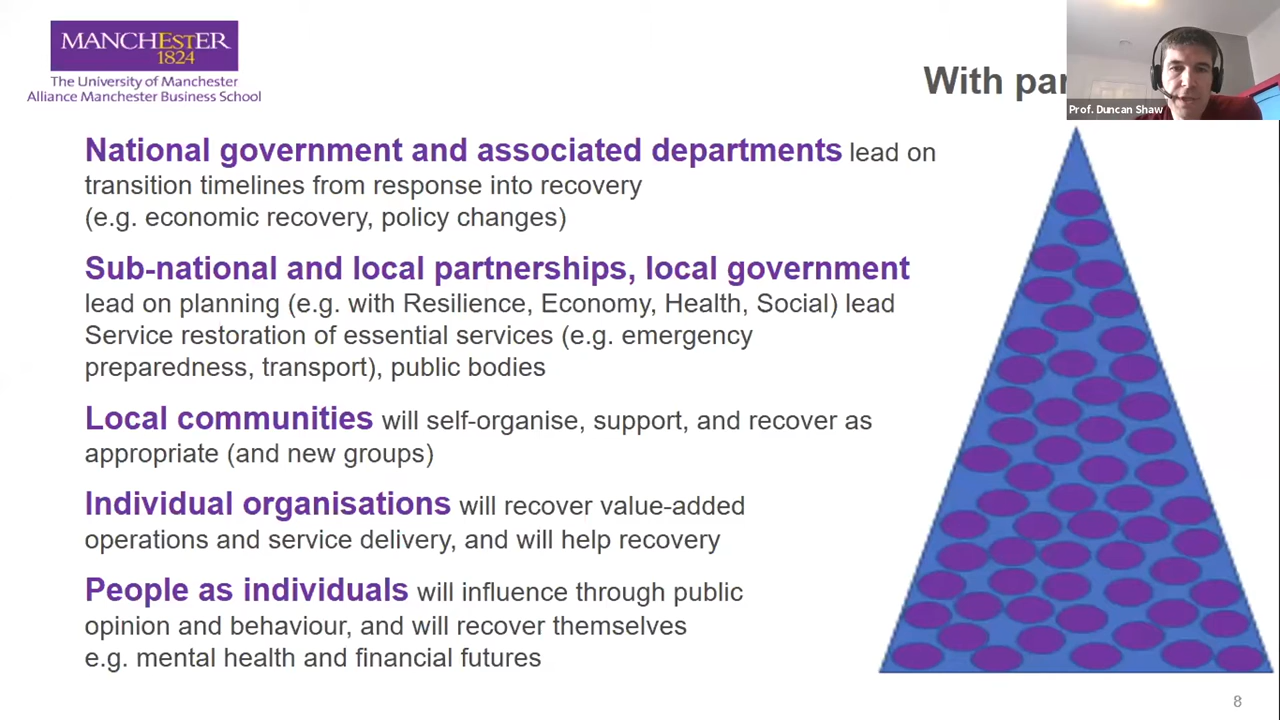 MANCHESTER
1824
The University of Manchester
Alliance Manchester Business School
With
Prof. Duncan Shaw
National government and associated departments lead on
transition timelines from response into recovery
(e.g. economic recovery, policy changes)
Sub-national and local partnerships, local government
lead on planning (e.g. with Resilience, Economy, Health, Social) lead
Service restoration of essential services (e.g. emergency
preparedness, transport), public bodies
Local communities will self-organise, support, and recover as
appropriate (and new groups)
Individual organisations will recover value-added
operations and service delivery, and will help recovery
People as individuals will influence through public
opinion and behaviour, and will recover themselves
e.g. mental health and financial futures
8